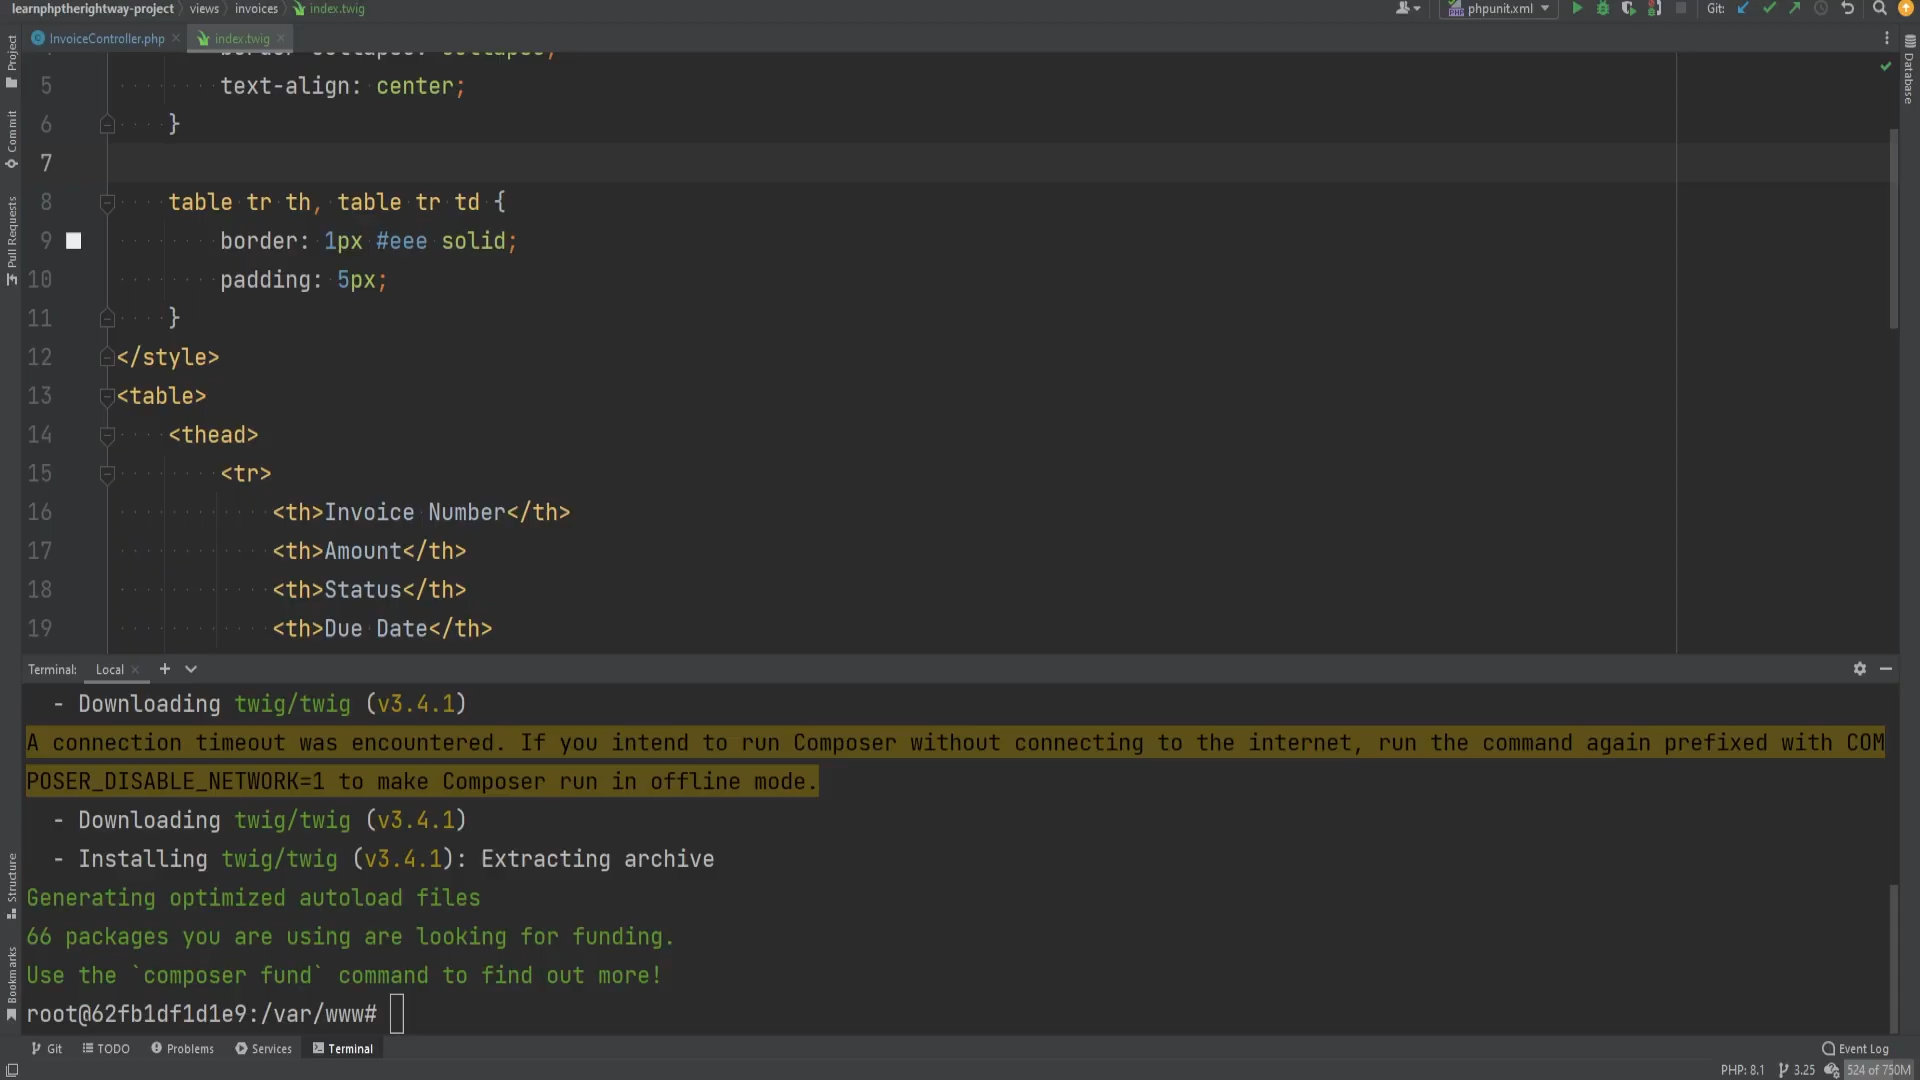 learnphptherightway-project views invoices index.twig
phpunit.xml
Git:
InvoiceController.php index.twig
Project
Commit
Pull Requests
Structure
Bookmarks
Database
5 text-align: center;
6 }
7
8 table tr th, table tr td {
9 border: 1px #eee solid;
10 padding: 5px;
11 }
12 </style>
13 <table>
14 <thead>
15 <tr>
16 <th>Invoice Number</th>
17 <th>Amount</th>
18 <th>Status</th>
19 <th>Due Date</th>
Terminal: Local
- Downloading twig/twig (v3.4.1)
A connection timeout was encountered. If you intend to run Composer without connecting to the internet, run the command again prefixed with COM
POSER_DISABLE_NETWORK=1 to make Composer run in offline mode.
- Downloading twig/twig (v3.4.1)
- Installing twig/twig (v3.4.1): Extracting archive
Generating optimized autoload files
66 packages you are using are looking for funding.
Use the `composer fund` command to find out more!
root@62fb1df1d1e9:/var/www#
Git TODO Problems Services Terminal Event Log
PHP: 8.1 3.25 524 of 750M